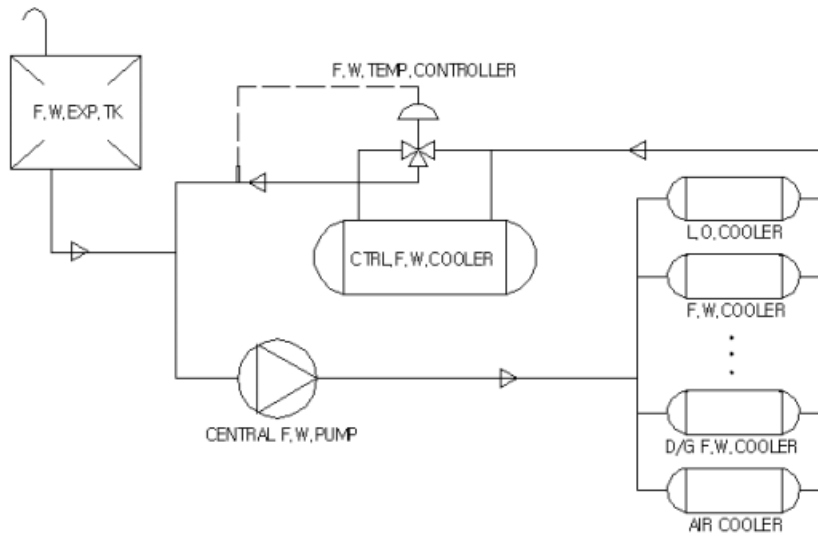 F.W.TEMP.CONTROLLER
F.W.EXP.TK
L.O.COOLER
CTRL.F.W.COOLER
F.W.COOLER
CENTRAL F.W.PUMP
D/G F.W.COOLER
AIR COOLER